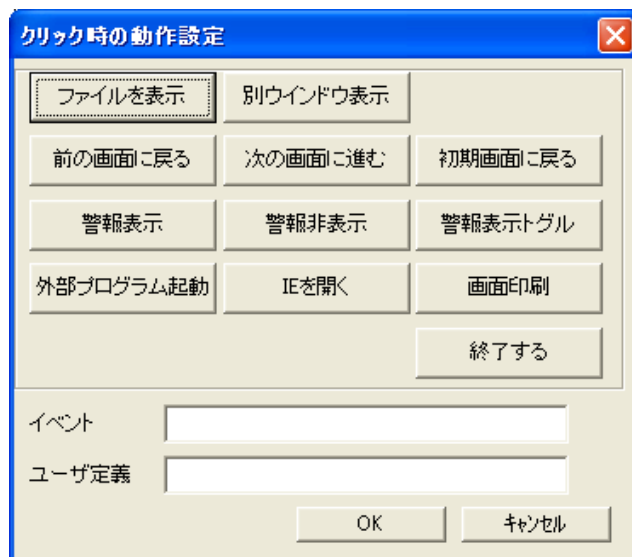 クリック時の動作設定
ファイルを表示 別ウインドウ表示
前の画面に戻る 次の画面に進む 初期画面に戻る
警報表示 警報非表示 警報表示トグル
外部プログラム起動 IEを開く 画面印刷
終了する
イベント
ユーザ定義
OK キャンセル